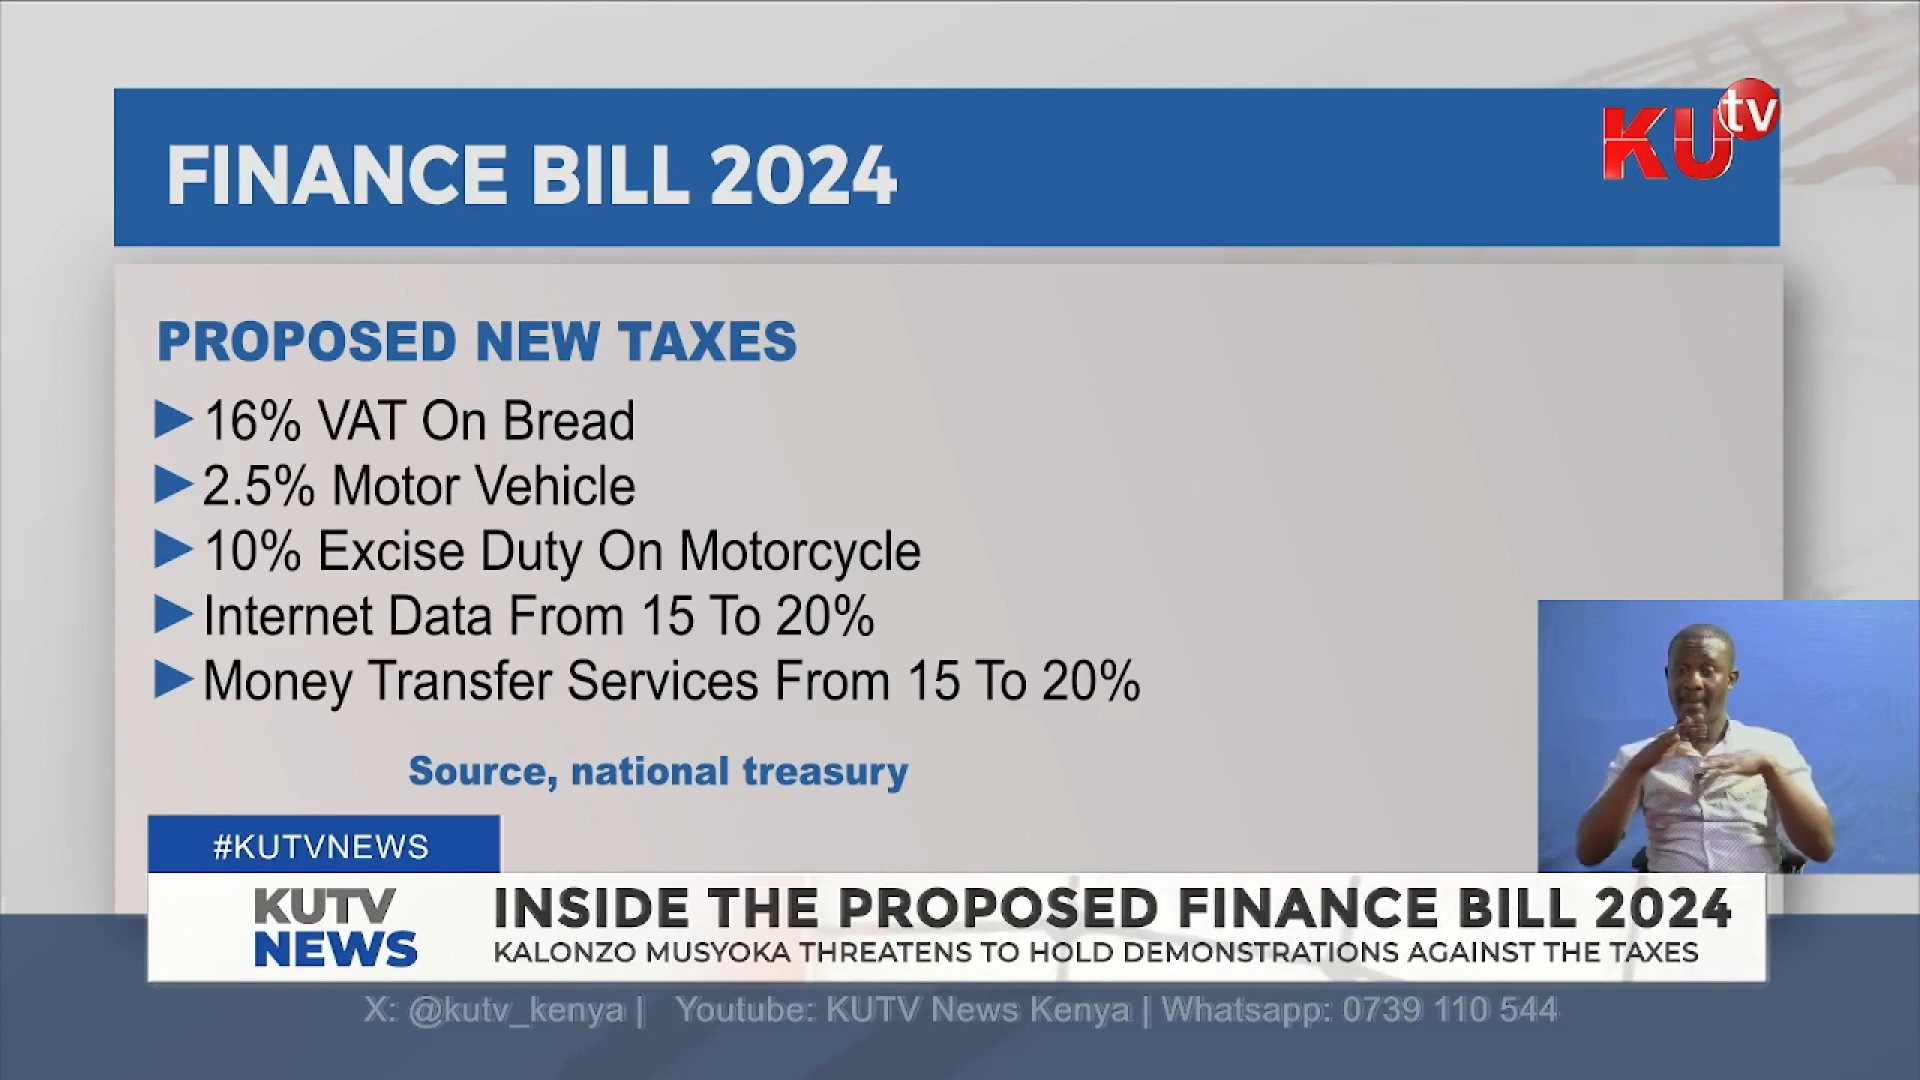 KU tv
FINANCE BILL 2024
PROPOSED NEW TAXES
16% VAT On Bread
2.5% Motor Vehicle
10% Excise Duty On Motorcycle
Internet Data From 15 To 20%
Money Transfer Services From 15 To 20%
Source, national treasury
#KUTVNEWS
KUTV
NEWS
INSIDE THE PROPOSED FINANCE BILL 2024
KALONZO MUSYOKA THREATENS TO HOLD DEMONSTRATIONS AGAINST THE TAXES
X: @kutv_kenya | Youtube: KUTV News Kenya | Whatsapp: 0739 110 544